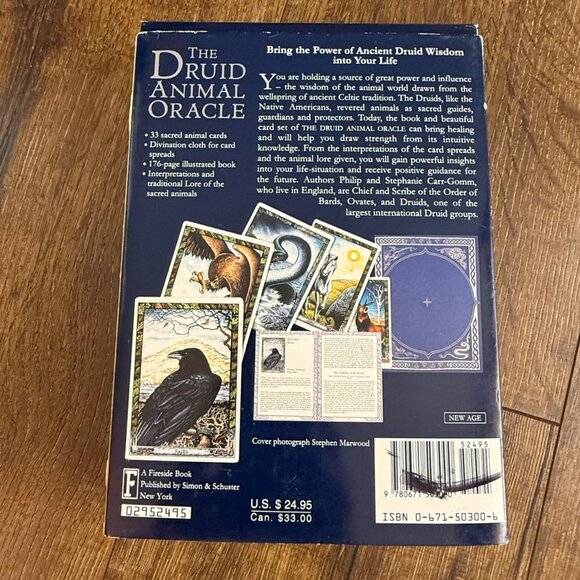 THE
DRUID
ANIMAL
ORACLE
• 33 sacred animal cards
• Divination cloth for card
spreads
• 176-page illustrated book
• Interpretations and
traditional Lore of the
sacred animals
Bring the Power of Ancient Druid Wisdom
into Your Life
You are holding a source of great power and influence
– the wisdom of the animal world drawn from the
wellspring of ancient Celtic tradition. The Druids, like the
Native Americans, revered animals as sacred guides,
guardians and protectors. Today, the book and beautiful
card set of THE DRUID ANIMAL ORACLE can bring healing
and will help you draw strength from its intuitive
knowledge. From the interpretations of the card spreads
and the animal lore given, you will gain powerful insights
into your life-situation and receive positive guidance for
the future. Authors Philip and Stephanie Carr-Gomm,
who live in England, are Chief and Scribe of the Order of
Bards, Ovates, and Druids, one of the
largest international Druid groups.
NEW AGE
Cover photograph Stephen Marwood
52495
9 780671
ISBN 0-671-50300-6
F
A Fireside Book
Published by Simon & Schuster
New York
02952495
U.S. $ 24.95
Can. $33.00